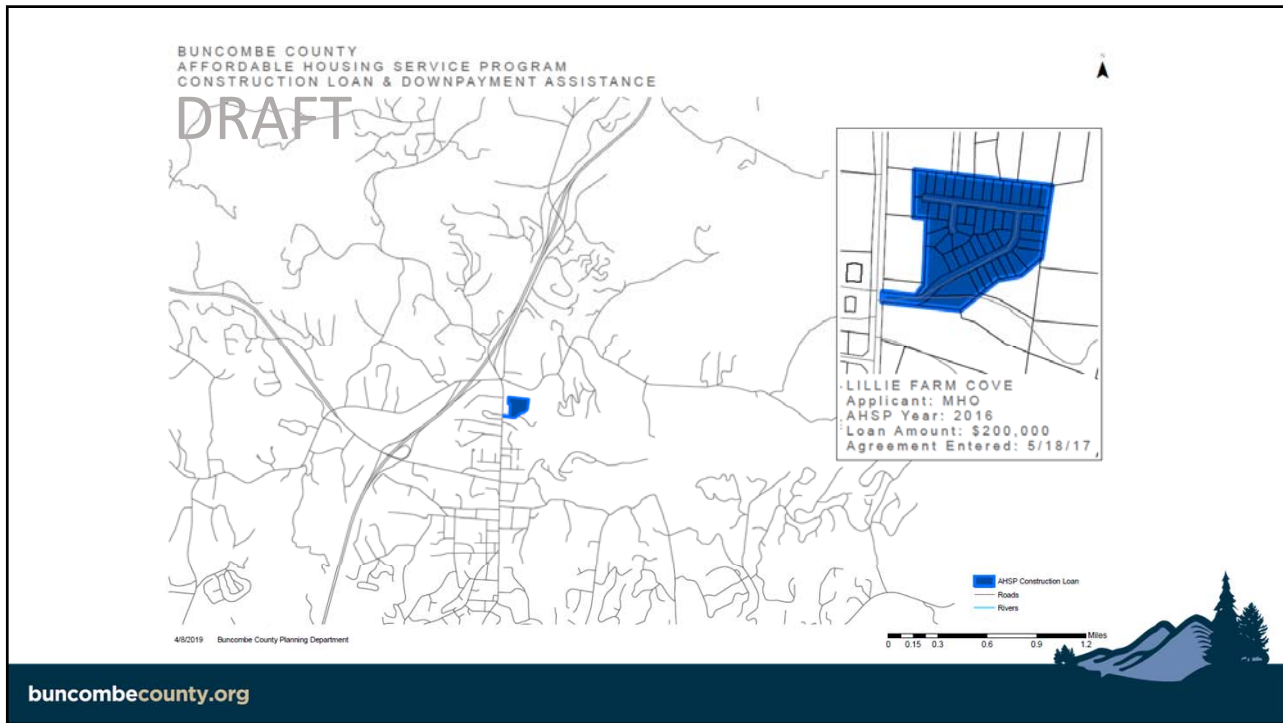 BUNCOMBE COUNTY
AFFORDABLE HOUSING SERVICE PROGRAM
CONSTRUCTION LOAN & DOWNPAYMENT ASSISTANCE
DRAFT
N
LILLIE FARM COVE
Applicant: MHO
AHSP Year: 2016
Loan Amount: $200,000
Agreement Entered: 5/18/17
AHSP Construction Loan
Roads
Rivers
4/8/2019 Buncombe County Planning Department
Miles
0 0.15 0.3 0.6 0.9 1.2
buncombecounty.org